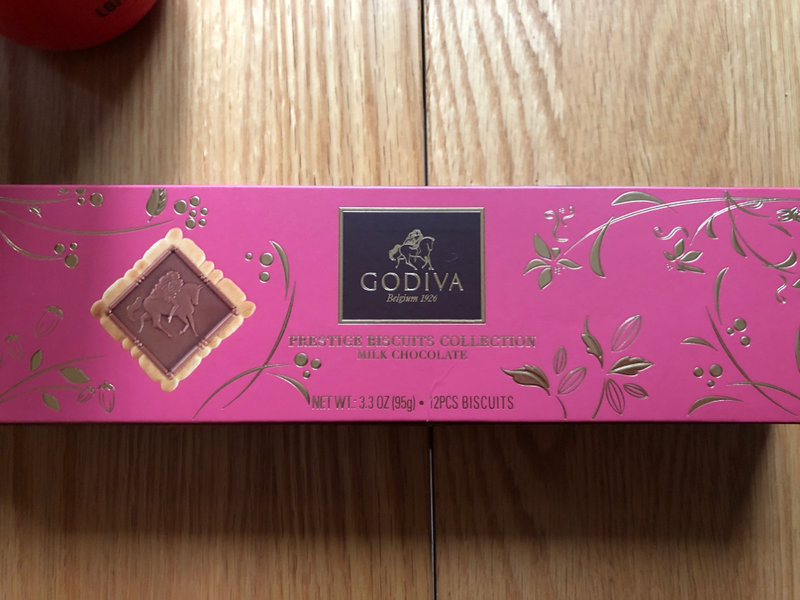 GODIVA
Belgium 1926
PRESTIGE BISCUITS COLLECTION
MILK CHOCOLATE
NET WT.: 3.3 OZ (95g) • 12PCS BISCUITS